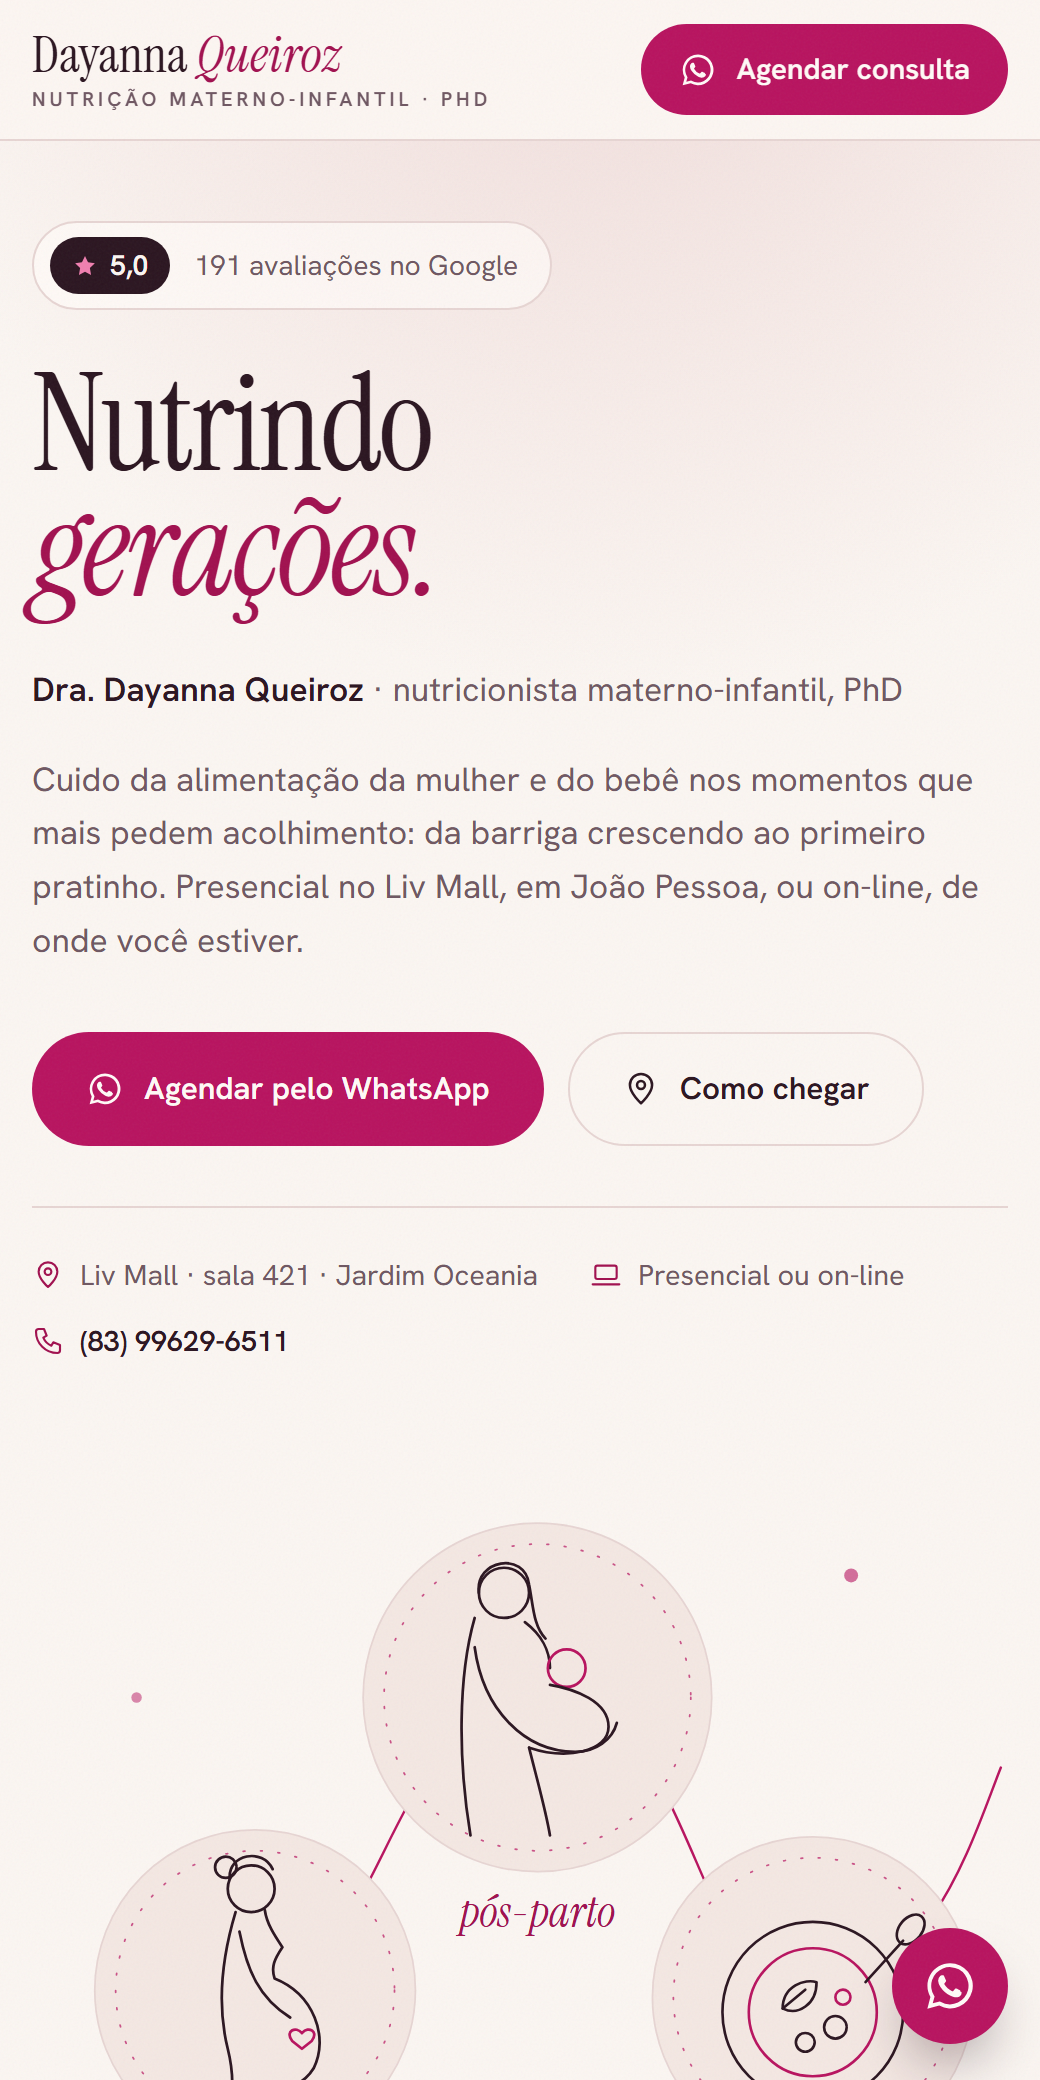 Dayanna Queiroz
NUTRIÇÃO MATERNO-INFANTIL · PHD
Agendar consulta
5,0
191 avaliações no Google
Nutrindo
gerações.
Dra. Dayanna Queiroz · nutricionista materno-infantil, PhD
Cuido da alimentação da mulher e do bebê nos momentos que
mais pedem acolhimento: da barriga crescendo ao primeiro
pratinho. Presencial no Liv Mall, em João Pessoa, ou on-line, de
onde você estiver.
Agendar pelo WhatsApp
Como chegar
Liv Mall · sala 421 · Jardim Oceania
Presencial ou on-line
(83) 99629-6511
pós-parto